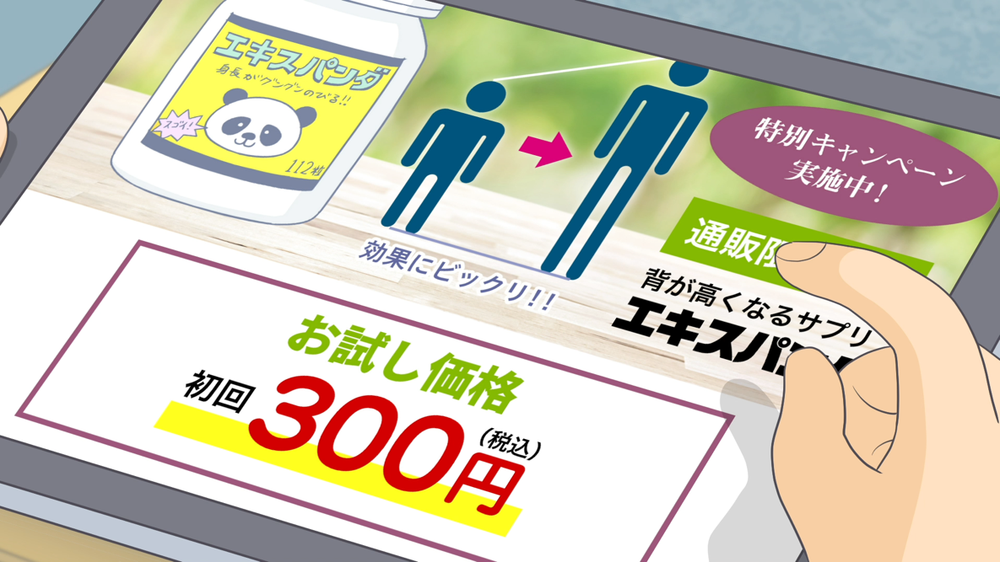 エキスパンダ
身長がグングンのびる!!
スゴイ!
112粒
特別キャンペーン
実施中!
効果にビックリ!!
通販
背が高くなるサプリ
エキスパン
お試し価格
初回300円
(税込)